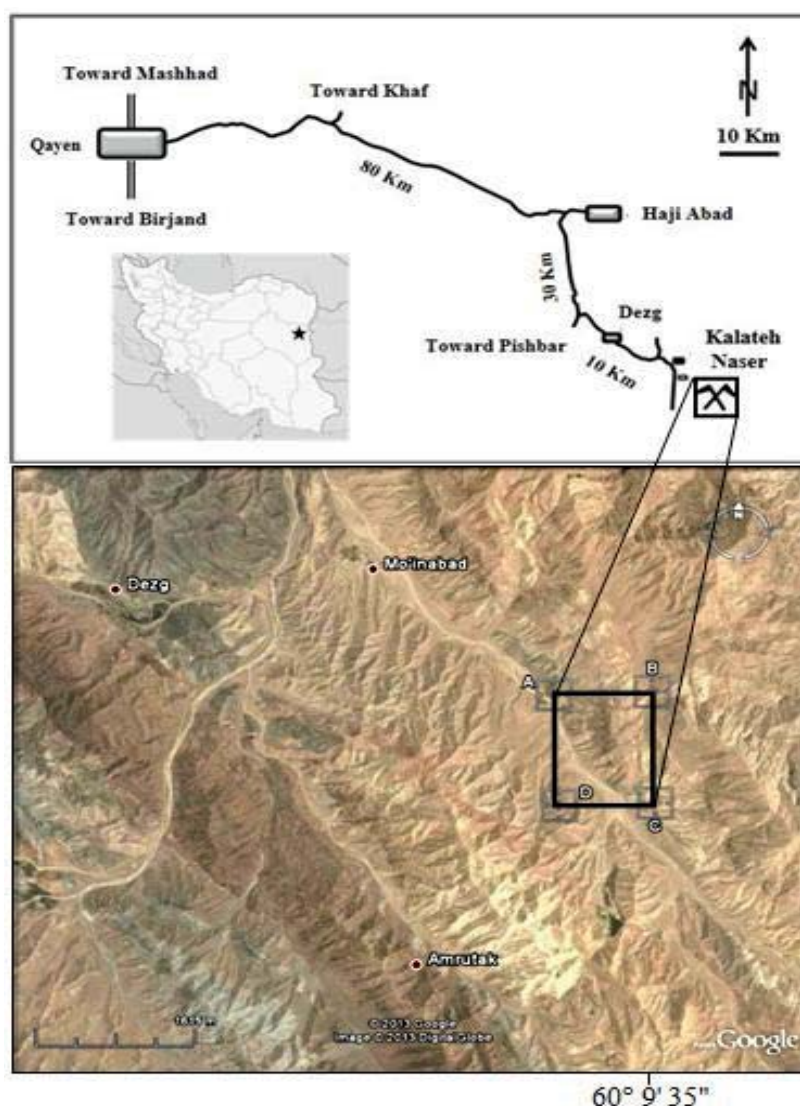 Toward Mashhad
Toward Khaf
N
Qayen
10 Km
80 Km
Toward Birjand
Haji Abad
30 Km
Dezg
Toward Pishbar
Kalateh
Naser
10 Km
N
Mo'inabad
Dezg
A
B
D
C
Amrutak
© 2013 Google
Image © 2013 DigitalGlobe
Google
60° 9' 35"